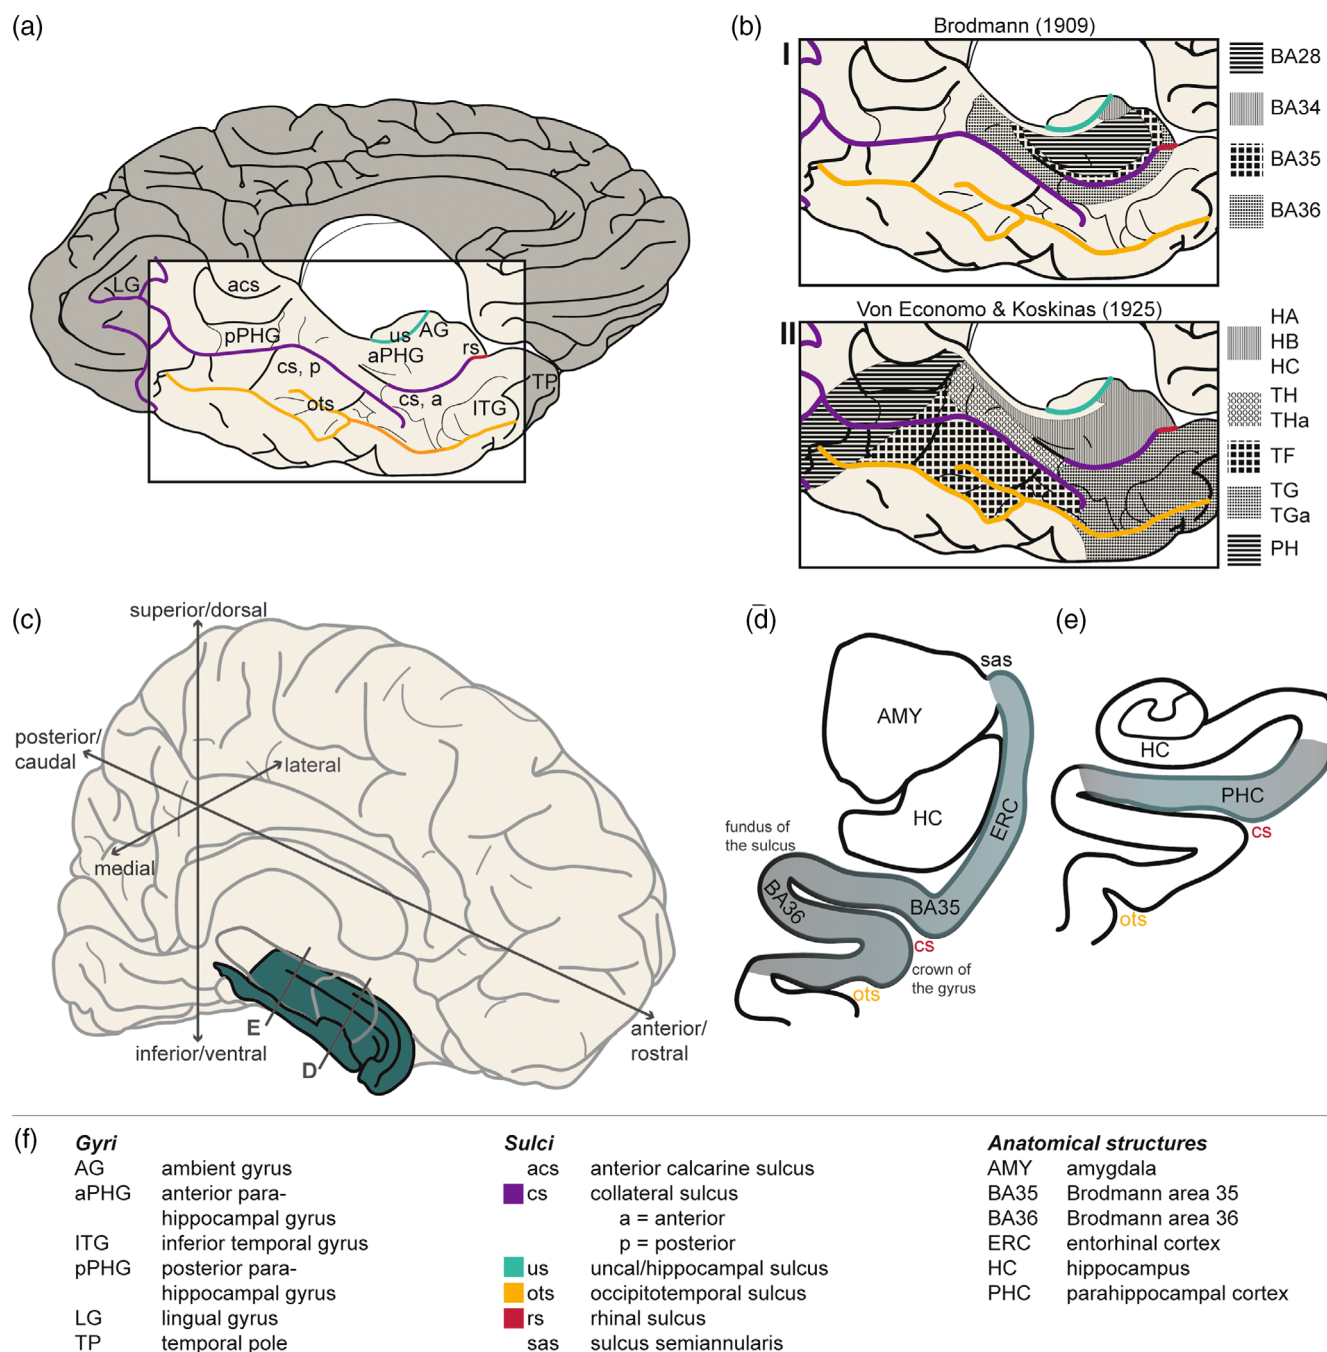 (a)
LG
acs
pPHG
us AG
aPHG
rs
cs, p
cs, a
TP
ots
ITG
(b)
Brodmann (1909)
I
BA28
BA34
BA35
BA36
Von Economo & Koskinas (1925)
II
HA
HB
HC
TH
THa
TF
TG
TGa
PH
(c)
superior/dorsal
posterior/
caudal
lateral
medial
E
D
inferior/ventral
anterior/
rostral
(d)
sas
AMY
HC
ERC
fundus of
the sulcus
BA36
BA35
cs
crown of
the gyrus
ots
(e)
HC
PHC
cs
ots
(f)
Gyri
AG ambient gyrus
aPHG anterior para-
hippocampal gyrus
ITG inferior temporal gyrus
pPHG posterior para-
hippocampal gyrus
LG lingual gyrus
TP temporal pole
Sulci
acs anterior calcarine sulcus
cs collateral sulcus
a = anterior
p = posterior
us uncal/hippocampal sulcus
ots occipitotemporal sulcus
rs rhinal sulcus
sas sulcus semiannularis
Anatomical structures
AMY amygdala
BA35 Brodmann area 35
BA36 Brodmann area 36
ERC entorhinal cortex
HC hippocampus
PHC parahippocampal cortex